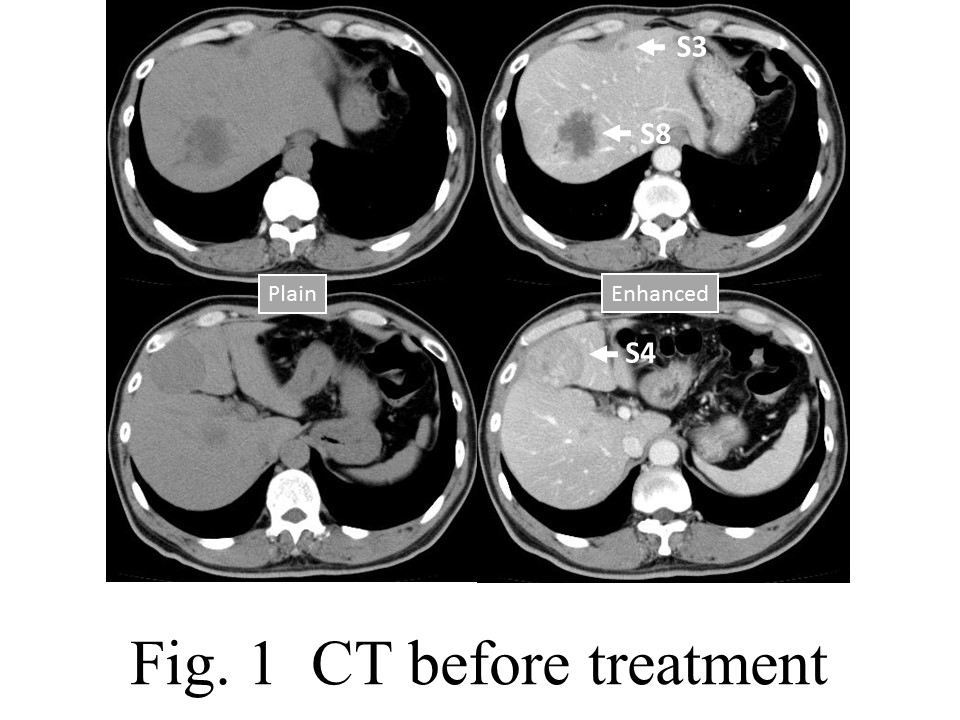 S3
S8
Plain
Enhanced
S4
Fig. 1 CT before treatment